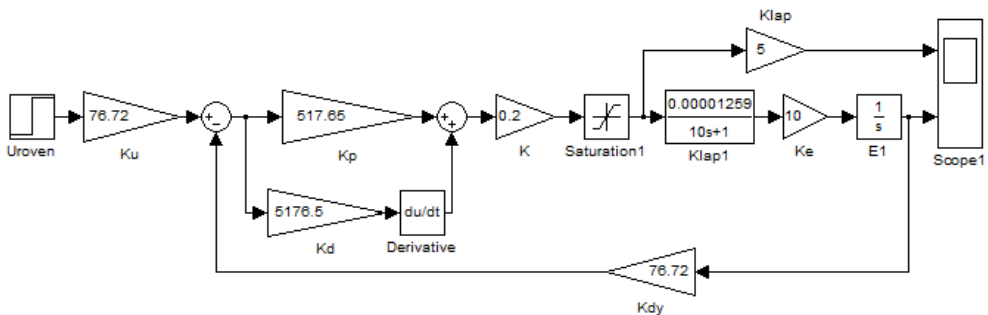 Klap
5
76.72
+
−
517.65
+
+
0.2
0.00001259
10s+1
10
1
s
Uroven
Ku
Kp
K
Saturation1
Klap1
Ke
E1
Scope1
5176.5
du/dt
Kd
Derivative
76.72
Kdy